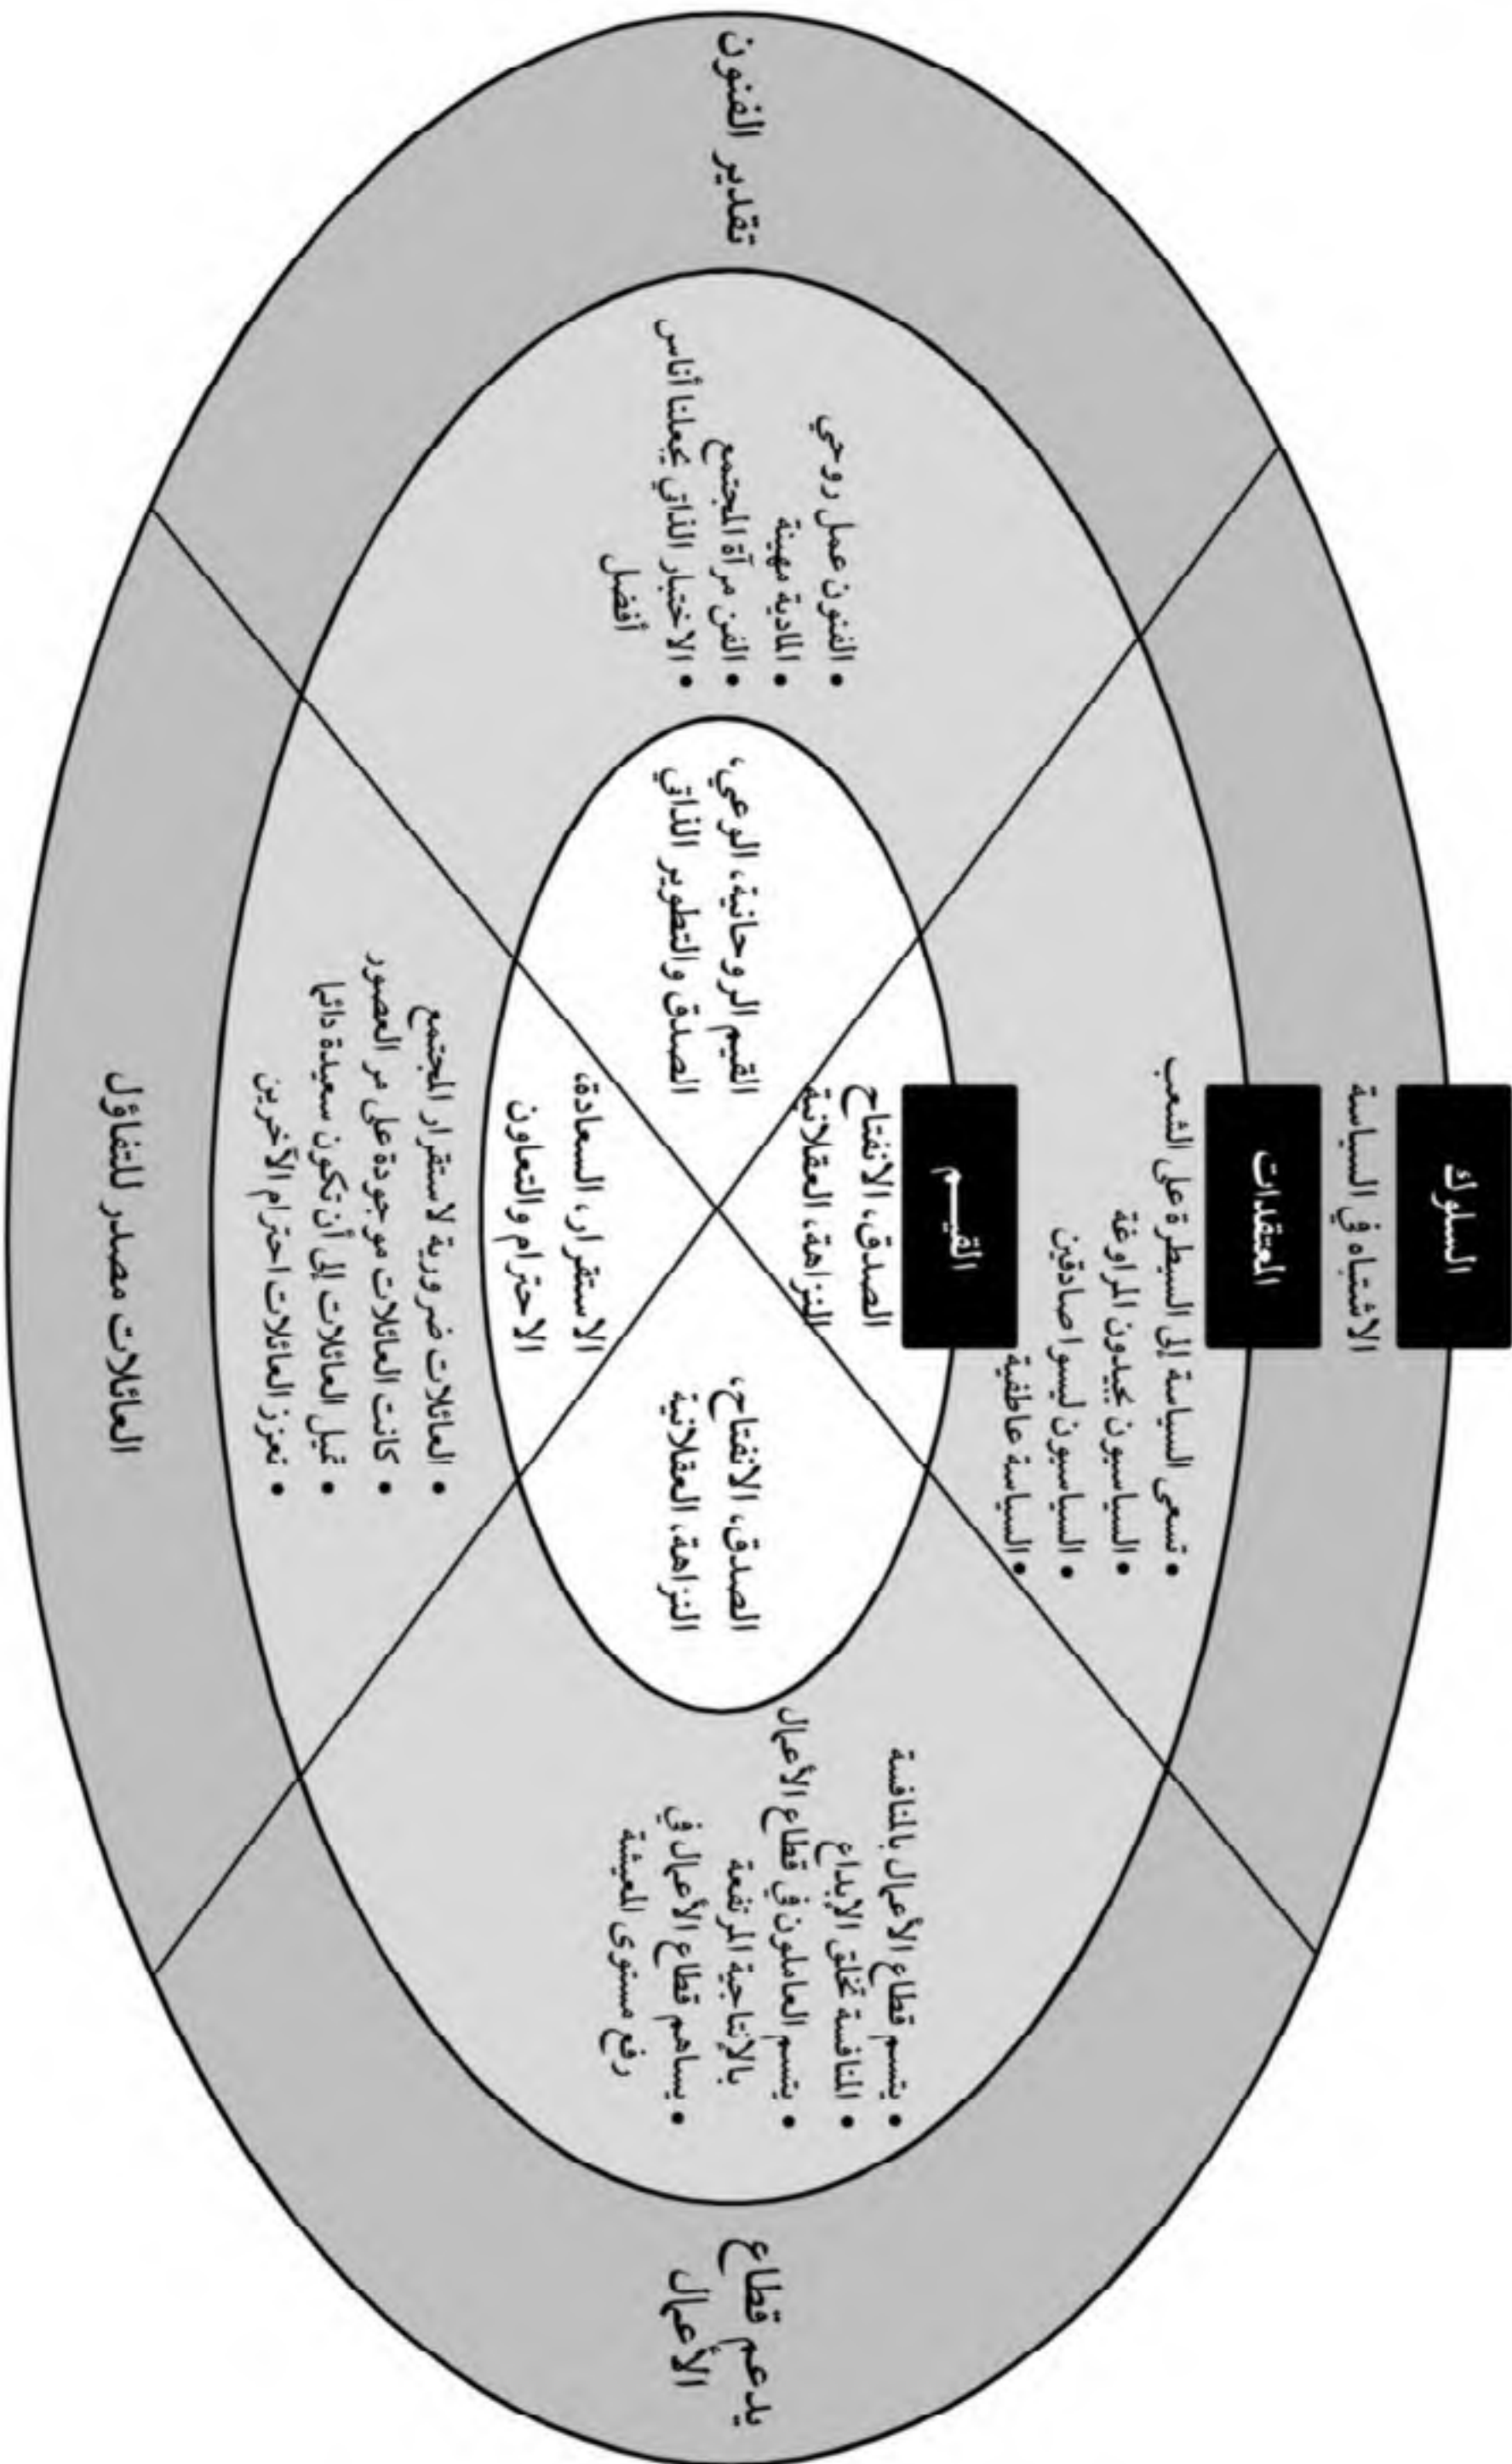 السلوك
الاشتباه في السياسة
المعتقدات
• تسعى السياسة إلى السيطرة على الشعب
• السياسيون يجيدون المراوغة
• السياسيون ليسوا صادقين
• السياسة عاطفية
القيــم
الصدق، الانفتاح
النزاهة، العقلانية
يدعم قطاع
الأعمال
• يتسم قطاع الأعمال بالمنافسة
• المنافسة تخلق الإبداع
• يتسم العاملون في قطاع الأعمال
بالإنتاجية المرتفعة
• يساهم قطاع الأعمال في
رفع مستوى المعيشة
الصدق، الانفتاح،
النزاهة، العقلانية
القيم الروحانية، الوعي،
الصدق والتطوير الذاتي
• الفنون عمل روحي
• المادية مهينة
• الفن مرآة المجتمع
• الاختبار الذاتي يجعلنا أناس
أفضل
تقدير الفنون
الاستقرار، السعادة،
الاحترام والتعاون
• العائلات ضرورية لاستقرار المجتمع
• كانت العائلات موجودة على مر العصور
• تميل العائلات إلى أن تكون سعيدة دائما
• تعزز العائلات احترام الآخرين
العائلات مصدر للتفاؤل